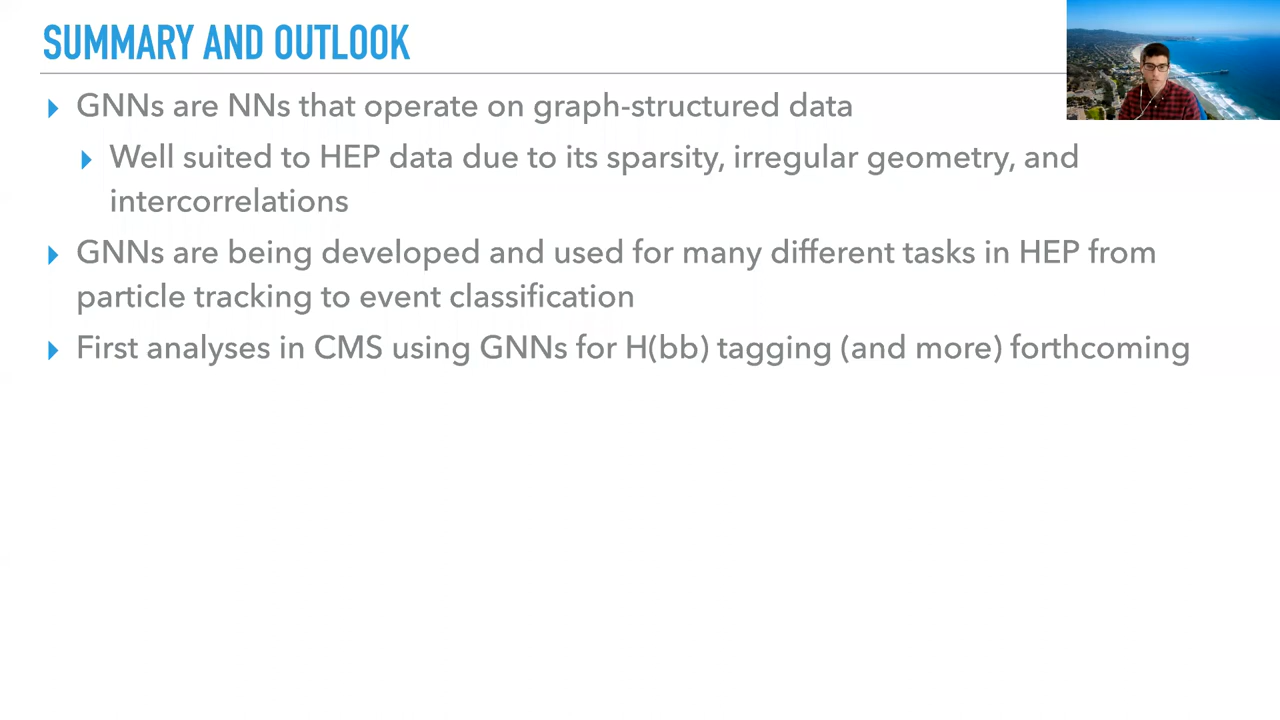 SUMMARY AND OUTLOOK
GNNs are NNs that operate on graph-structured data
Well suited to HEP data due to its sparsity, irregular geometry, and
intercorrelations
GNNs are being developed and used for many different tasks in HEP from
particle tracking to event classification
First analyses in CMS using GNNs for H(bb) tagging (and more) forthcoming